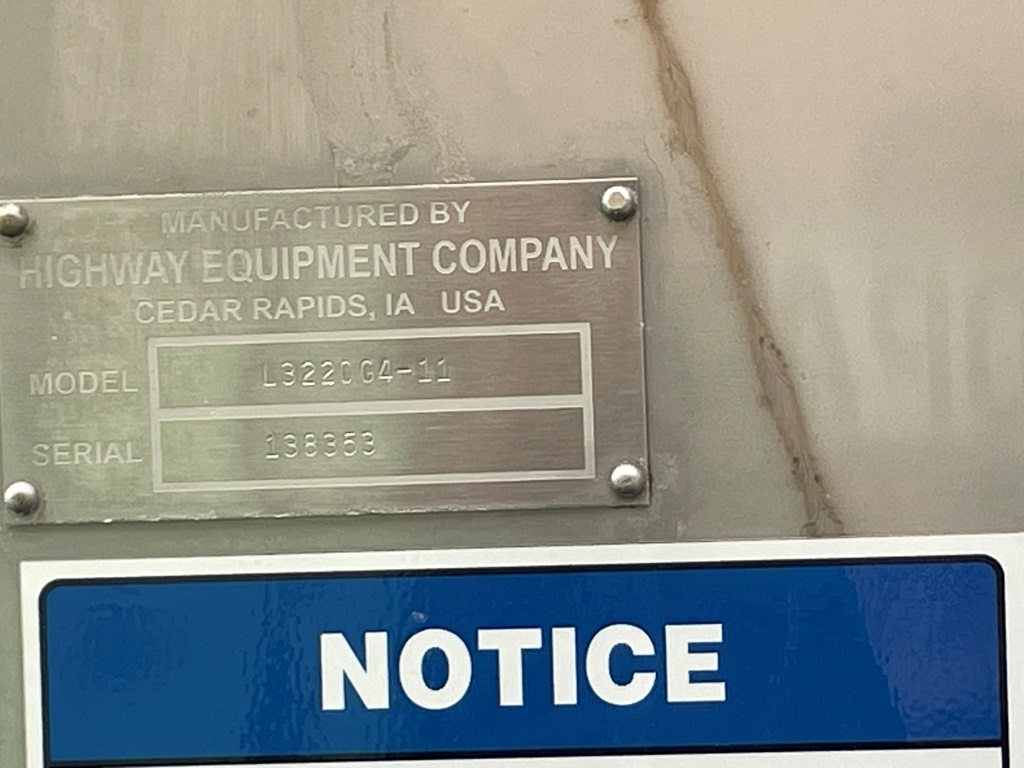 MANUFACTURED BY
HIGHWAY EQUIPMENT COMPANY
CEDAR RAPIDS, IA USA
MODEL L3220G4-11
SERIAL 138353
NOTICE